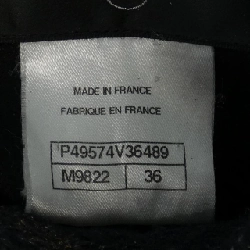 MADE IN FRANCE
FABRIQUE EN FRANCE
P49574V36489
M9822 36